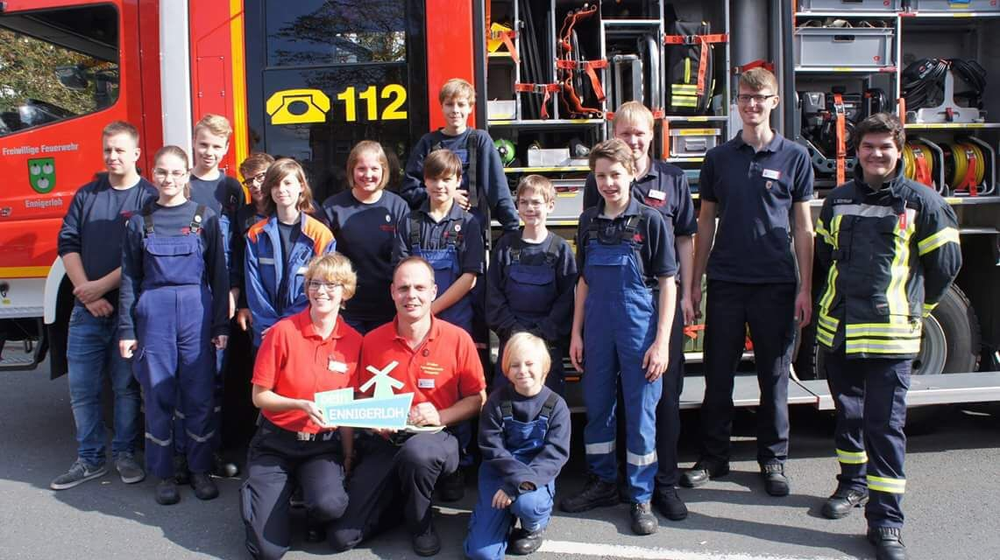 112
Freiwillige Feuerwehr
Ennigerloh
dein
ENNIGERLOH